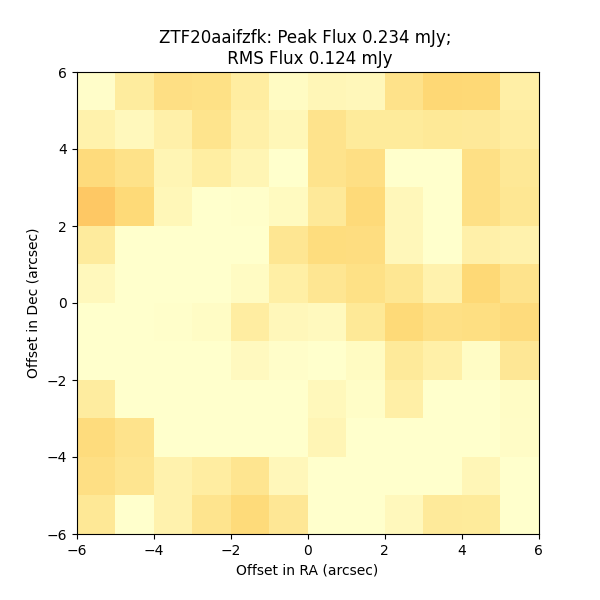 ZTF20aaifzfk: Peak Flux 0.234 mJy;
RMS Flux 0.124 mJy
6
4
2
0
−2
−4
−6
Offset in Dec (arcsec)
−6 −4 −2 0 2 4 6
Offset in RA (arcsec)